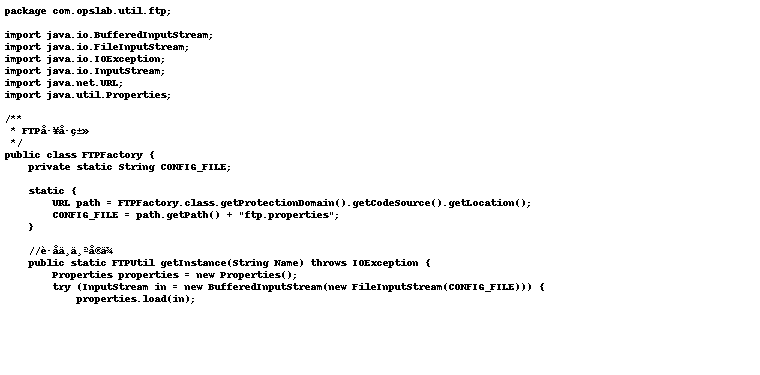 package com.opslab.util.ftp;

import java.io.BufferedInputStream;
import java.io.FileInputStream;
import java.io.IOException;
import java.io.InputStream;
import java.net.URL;
import java.util.Properties;

/**
 * FTPå·¥å·ç±»
 */
public class FTPFactory {
    private static String CONFIG_FILE;

    static {
        URL path = FTPFactory.class.getProtectionDomain().getCodeSource().getLocation();
        CONFIG_FILE = path.getPath() + "ftp.properties";
    }

    //è·åä¸ä¸ªå®ä¾
    public static FTPUtil getInstance(String Name) throws IOException {
        Properties properties = new Properties();
        try (InputStream in = new BufferedInputStream(new FileInputStream(CONFIG_FILE))) {
            properties.load(in);